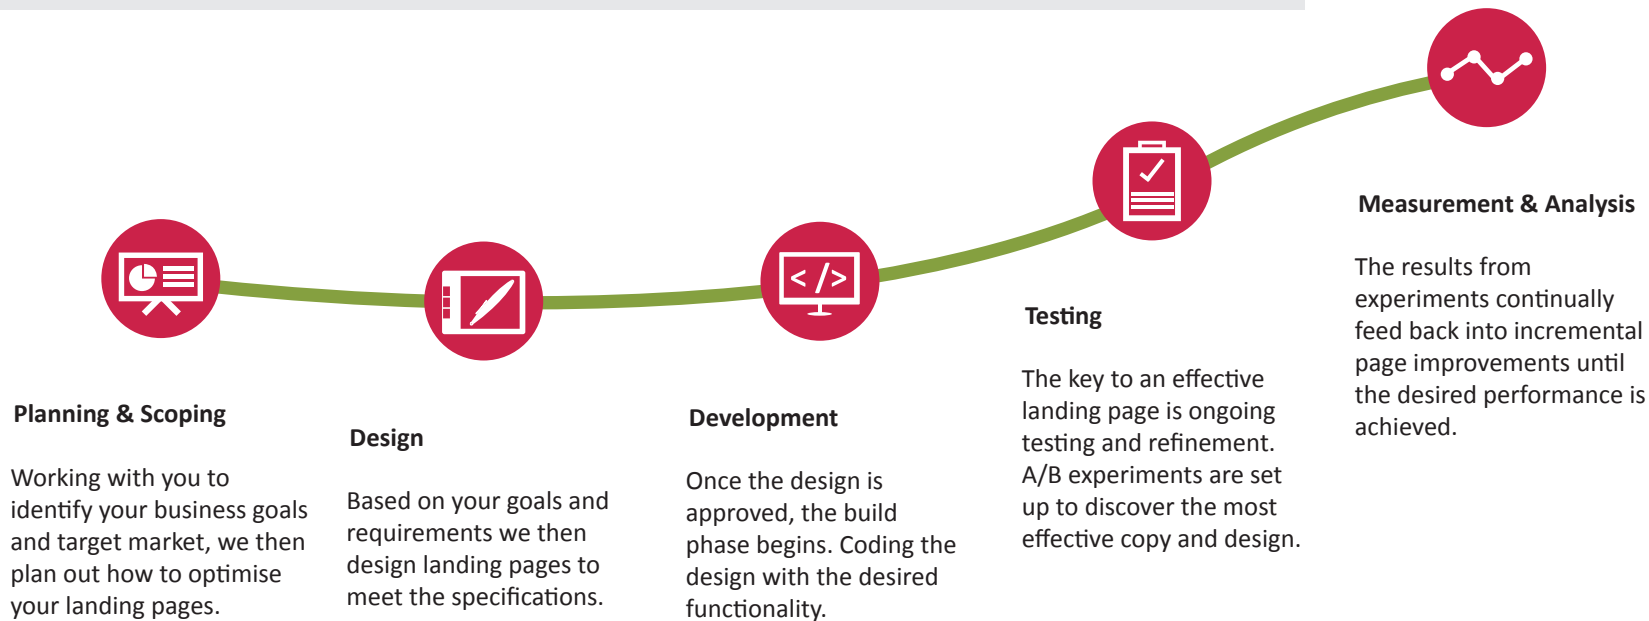 </>
Planning & Scoping
Working with you to
identify your business goals
and target market, we then
plan out how to optimise
your landing pages.
Design
Based on your goals and
requirements we then
design landing pages to
meet the specifications.
Development
Once the design is
approved, the build
phase begins. Coding the
design with the desired
functionality.
Testing
The key to an effective
landing page is ongoing
testing and refinement.
A/B experiments are set
up to discover the most
effective copy and design.
Measurement & Analysis
The results from
experiments continually
feed back into incremental
page improvements until
the desired performance is
achieved.